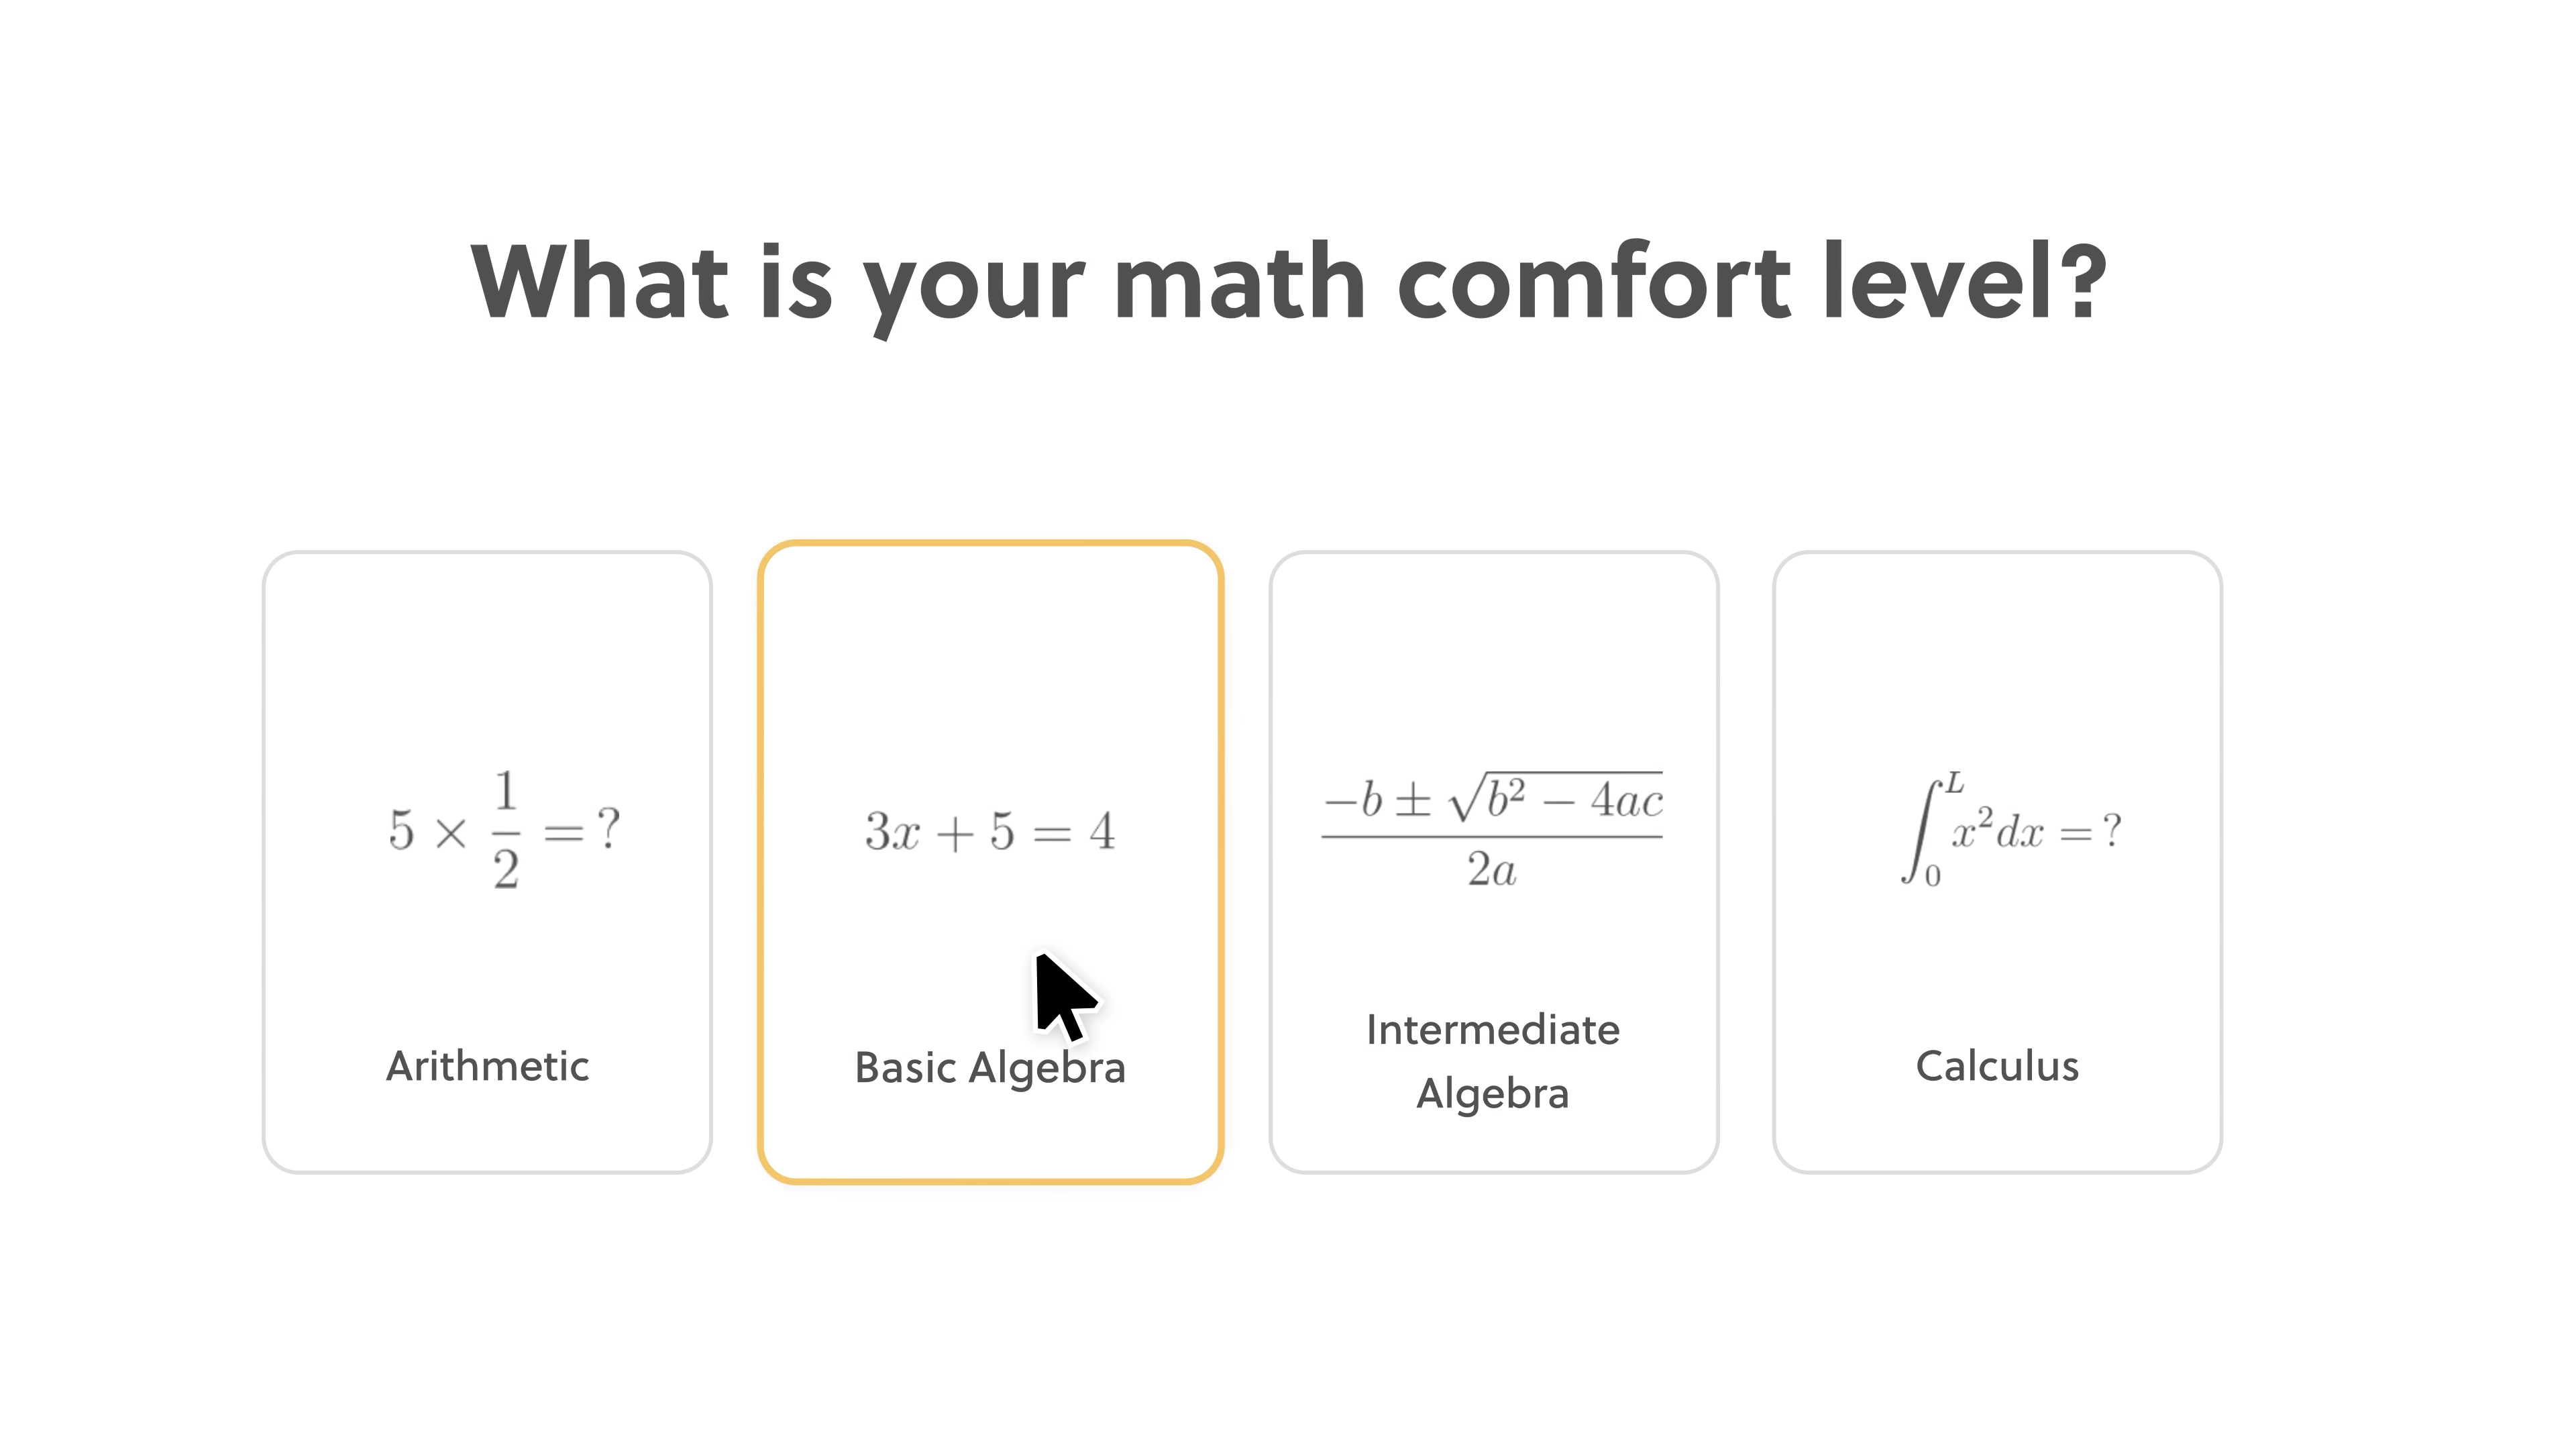 What is your math comfort level?
5 × 1/2 = ?
Arithmetic
3x + 5 = 4
Basic Algebra
(−b ± √(b² − 4ac))/(2a)
Intermediate
Algebra
∫₀ᴸ x²dx = ?
Calculus